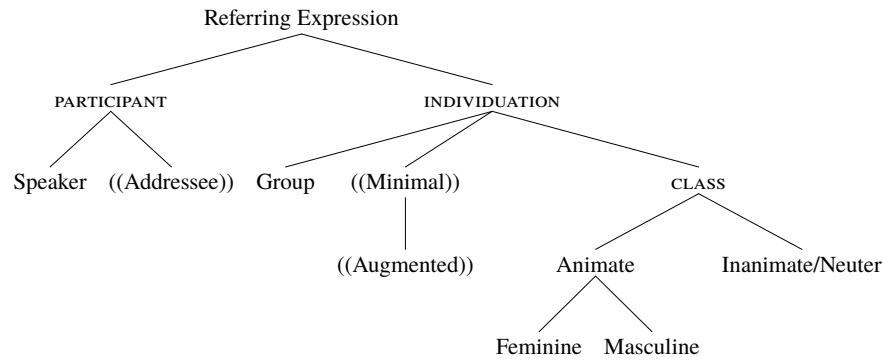 Referring Expression
PARTICIPANT INDIVIDUATION
Speaker ((Addressee)) Group ((Minimal)) CLASS
((Augmented)) Animate Inanimate/Neuter
Feminine Masculine